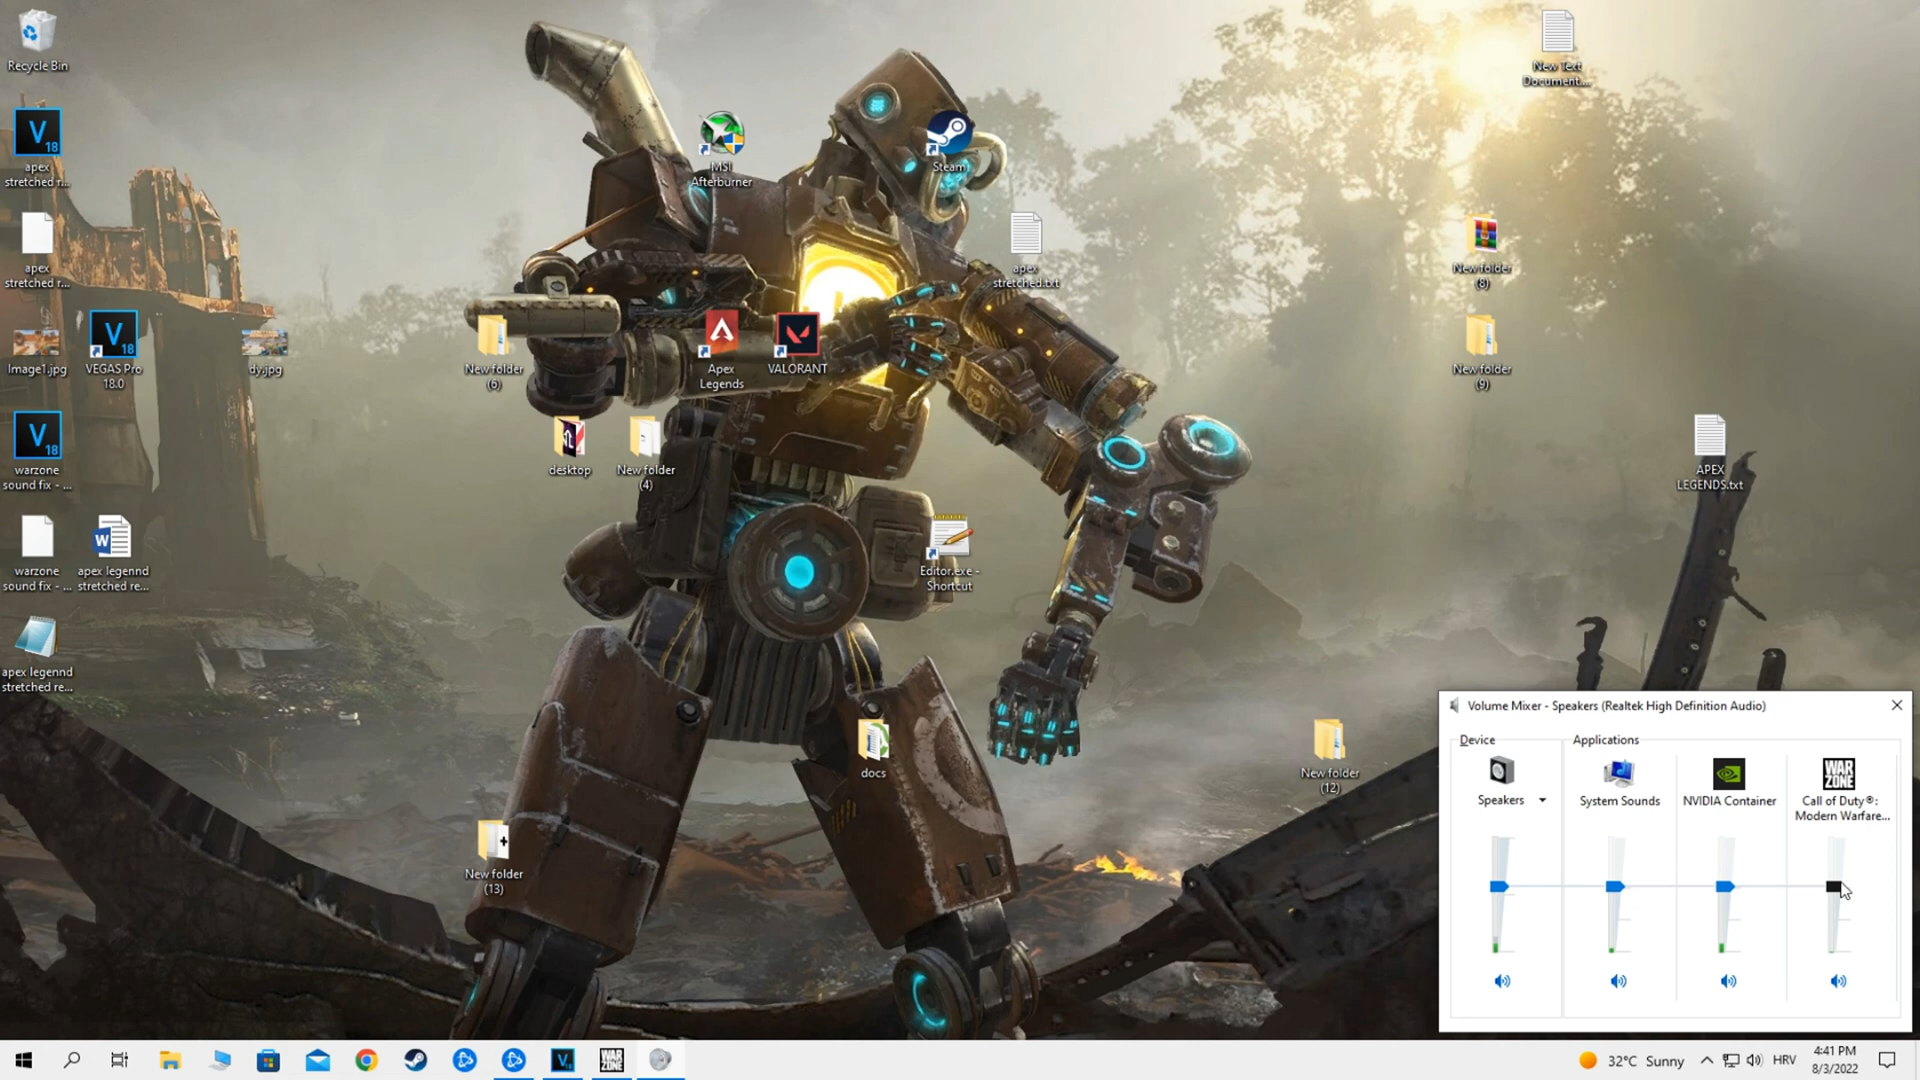 Recycle Bin
New Text
Document....
MSI
Afterburner
Steam
apex
stretched r...
apex
stretched r...
apex
stretched.txt
New folder
(8)
Image1.jpg
VEGAS Pro
18.0
dy.jpg
New folder
(6)
Apex
Legends
VALORANT
New folder
(9)
warzone
sound fix - ...
desktop
New folder
(4)
APEX
LEGENDS.txt
warzone
sound fix - ...
apex legennd
stretched re...
Editor.exe -
Shortcut
apex legennd
stretched re...
docs
New folder
(12)
New folder
(13)
Volume Mixer - Speakers (Realtek High Definition Audio)
Device
Applications
WAR
ZONE
Speakers
System Sounds
NVIDIA Container
Call of Duty®:
Modern Warfare...
WAR
ZONE
32°C Sunny
HRV
4:41 PM
8/3/2022